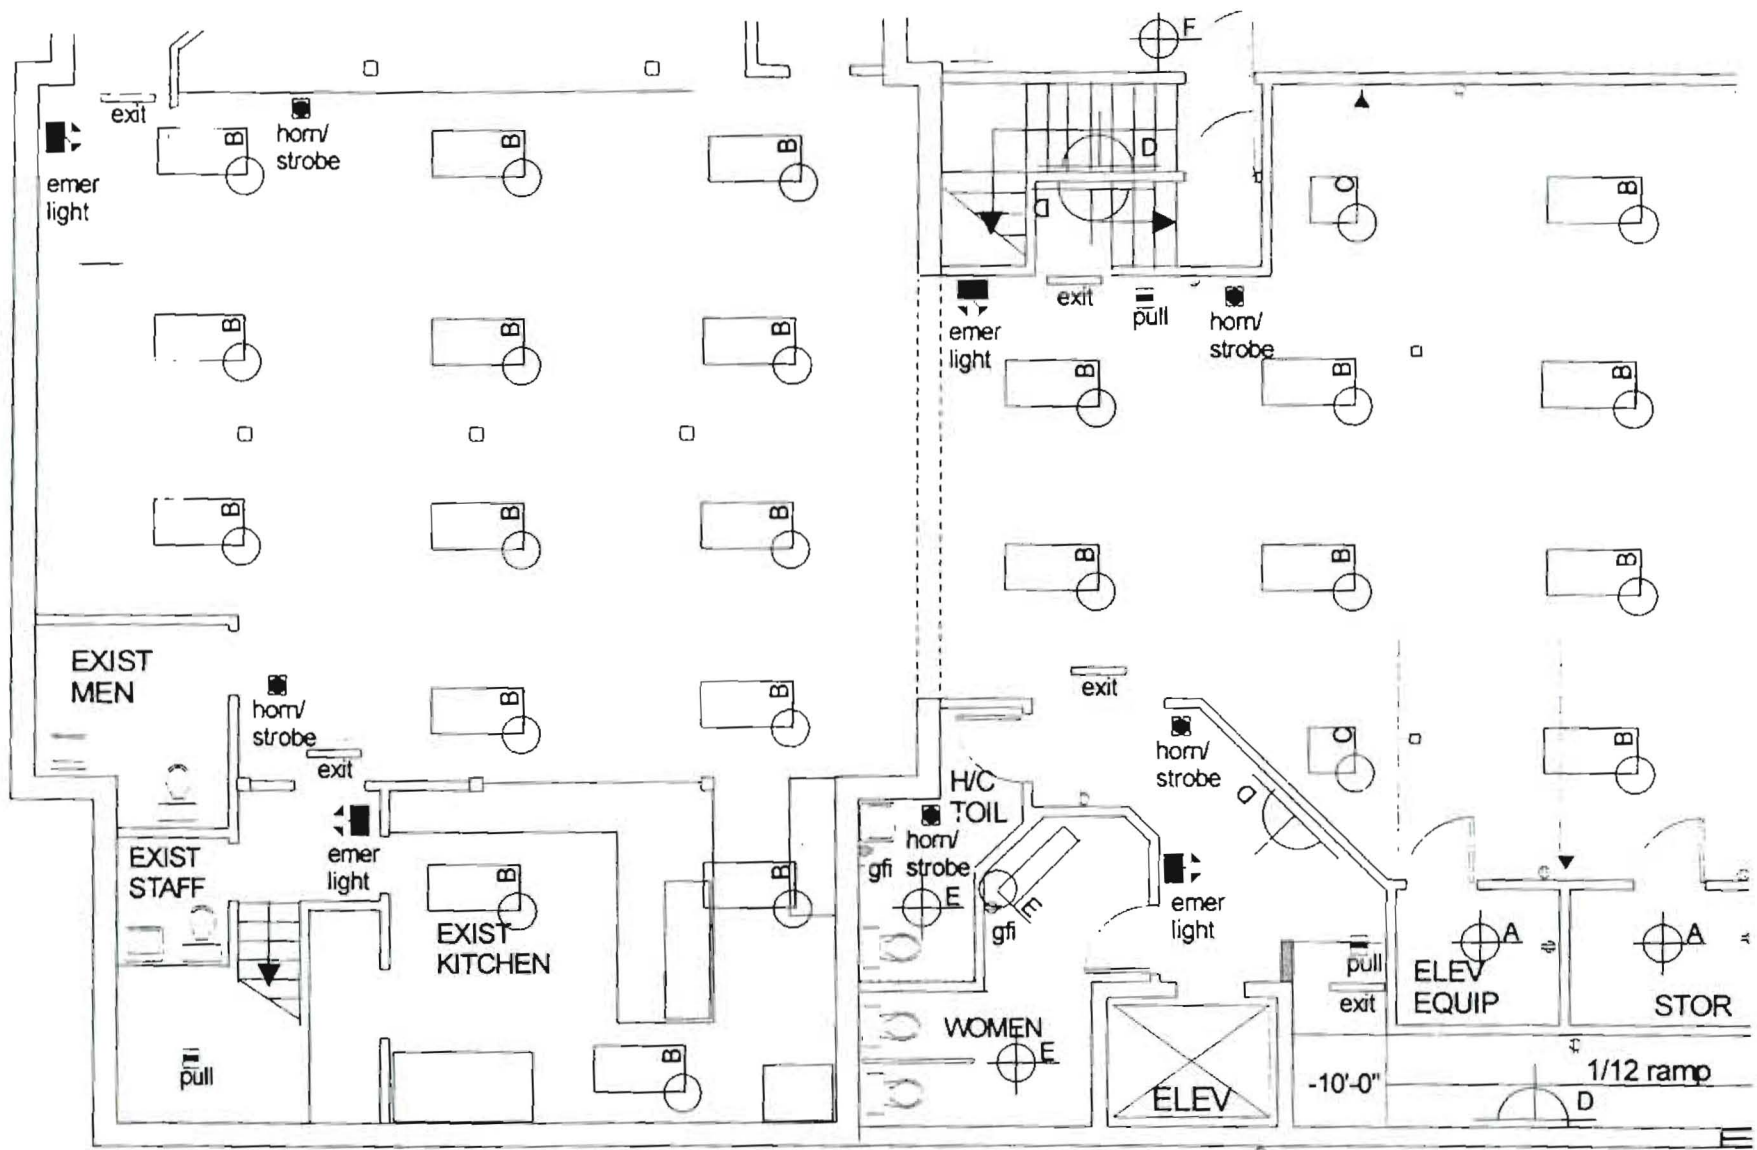 F
exit
horn/
strobe
B
B
B
D
emer
light
D
C
B
exit
pull
horn/
strobe
emer
light
B
B
B
B
B
B
B
B
B
B
B
B
EXIST
MEN
exit
horn/
strobe
B
B
horn/
strobe
C
B
exit
H/C
TOIL
D
emer
light
horn/
strobe
gfi
EXIST
STAFF
B
B
E
E
gfi
emer
light
EXIST
KITCHEN
A
A
pull
ELEV
EQUIP
exit
STOR
WOMEN
E
B
pull
ELEV
-10'-0"
1/12 ramp
D